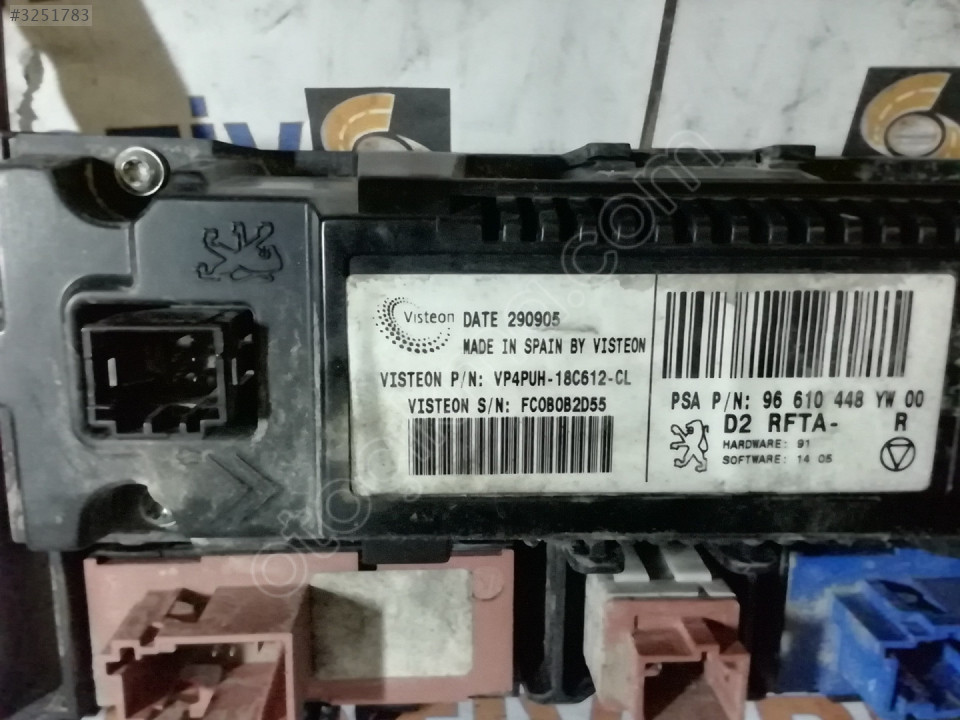 #3251783
Visteon
DATE 290905
MADE IN SPAIN BY VISTEON
VISTEON P/N: VP4PUH-18C612-CL
VISTEON S/N: FC0B0B2D55
PSA P/N: 96 610 448 YW 00
D2 RFTA- R
HARDWARE: 91
SOFTWARE: 14 05